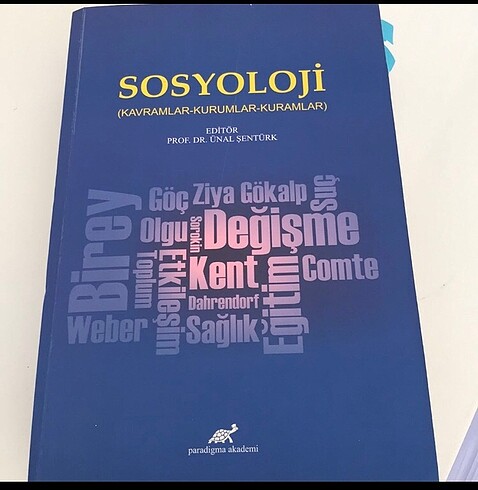 SOSYOLOJİ
(KAVRAMLAR-KURUMLAR-KURAMLAR)
EDİTÖR
PROF. DR. ÜNAL ŞENTÜRK
Birey
Göç
Ziya Gökalp
Suç
Olgu
Sorokin
Değişme
Toplum
Etkileşim
Kent
Eğitim
Comte
Dahrendorf
Weber
Sağlık
paradigma akademi